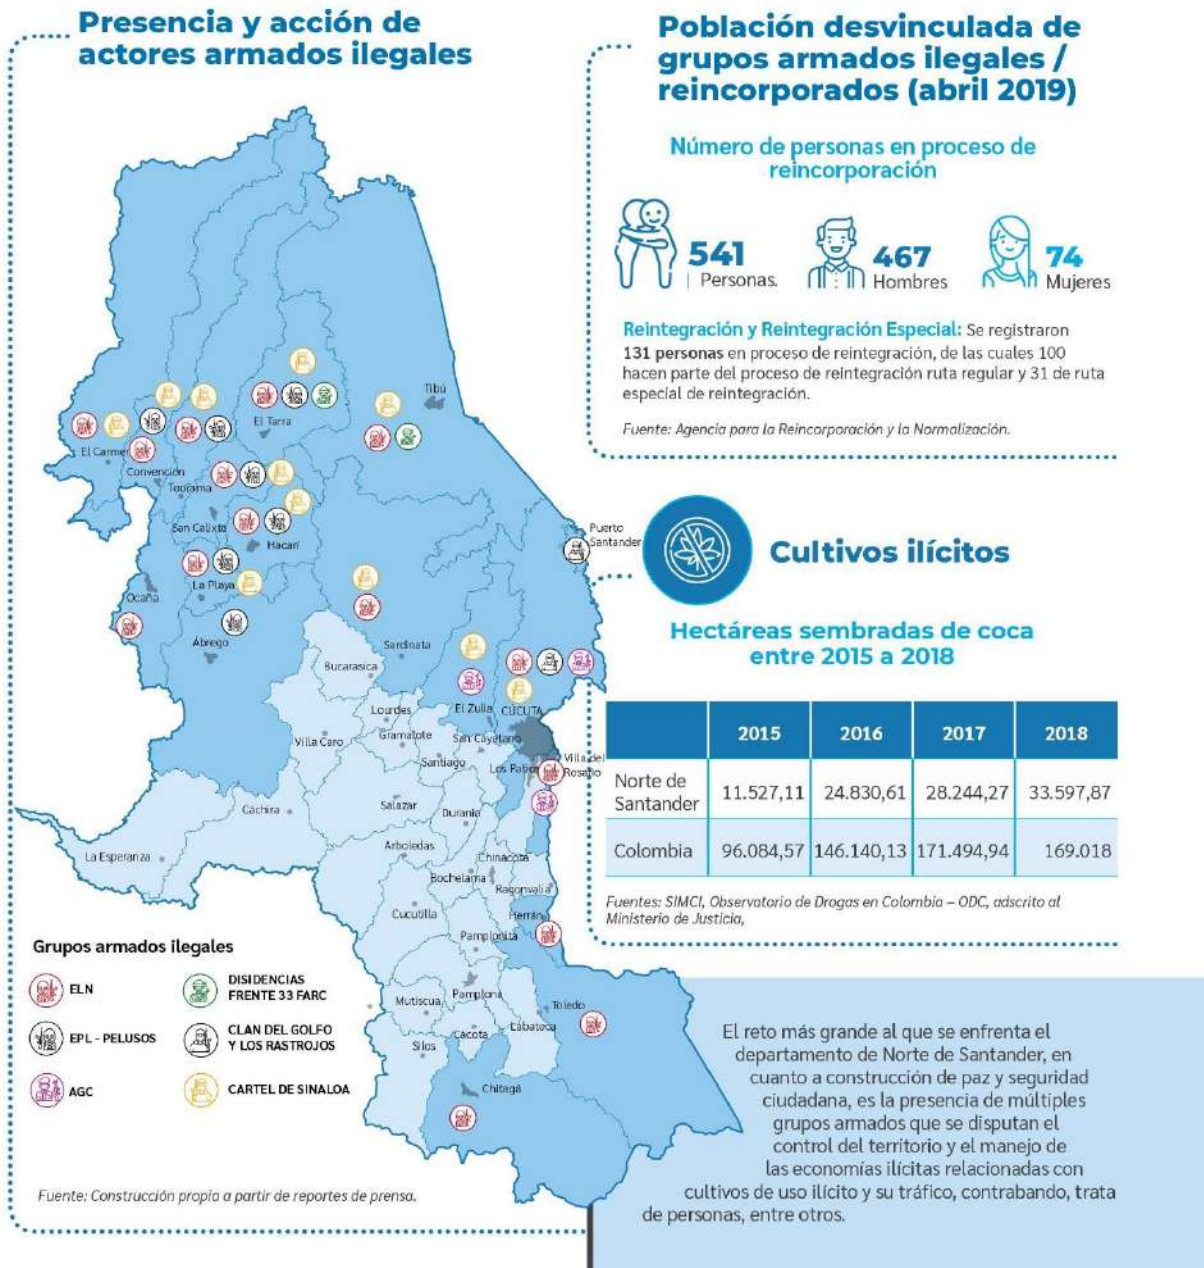 Presencia y acción de
actores armados ilegales
Tibú
El Tarra
El Carmen
Convención
Teorama
San Calixto
Hacarí
La Playa
Ocaña
Ábrego
Sardinata
Bucarasica
Puerto
Santander
El Zulia
CÚCUTA
Lourdes
Gramalote
San Cayetano
Villa Caro
Santiago
Los Patios
Villa del
Rosario
Cáchira
Salazar
Durania
La Esperanza
Arboledas
Chinacota
Bochelama
Ragonvalia
Cucutilla
Herrán
Pamplonita
Mutiscua
Pamplona
Toledo
Labateca
Cácota
Silos
Chitagá
Grupos armados ilegales
ELN
DISIDENCIAS
FRENTE 33 FARC
EPL - PELUSOS
CLAN DEL GOLFO
Y LOS RASTROJOS
AGC
CARTEL DE SINALOA
Fuente: Construcción propia a partir de reportes de prensa.
Población desvinculada de
grupos armados ilegales /
reincorporados (abril 2019)
Número de personas en proceso de
reincorporación
541
Personas.
467
Hombres
74
Mujeres
Reintegración y Reintegración Especial: Se registraron
131 personas en proceso de reintegración, de las cuales 100
hacen parte del proceso de reintegración ruta regular y 31 de ruta
especial de reintegración.
Fuente: Agencia para la Reincorporación y la Normalización.
Cultivos ilícitos
Hectáreas sembradas de coca
entre 2015 a 2018
2015 2016 2017 2018
Norte de
Santander 11.527,11 24.830,61 28.244,27 33.597,87
Colombia 96.084,57 146.140,13 171.494,94 169.018
Fuentes: SIMCI, Observatorio de Drogas en Colombia – ODC, adscrito al
Ministerio de Justicia,
El reto más grande al que se enfrenta el
departamento de Norte de Santander, en
cuanto a construcción de paz y seguridad
ciudadana, es la presencia de múltiples
grupos armados que se disputan el
control del territorio y el manejo de
las economías ilícitas relacionadas con
cultivos de uso ilícito y su tráfico, contrabando, trata
de personas, entre otros.